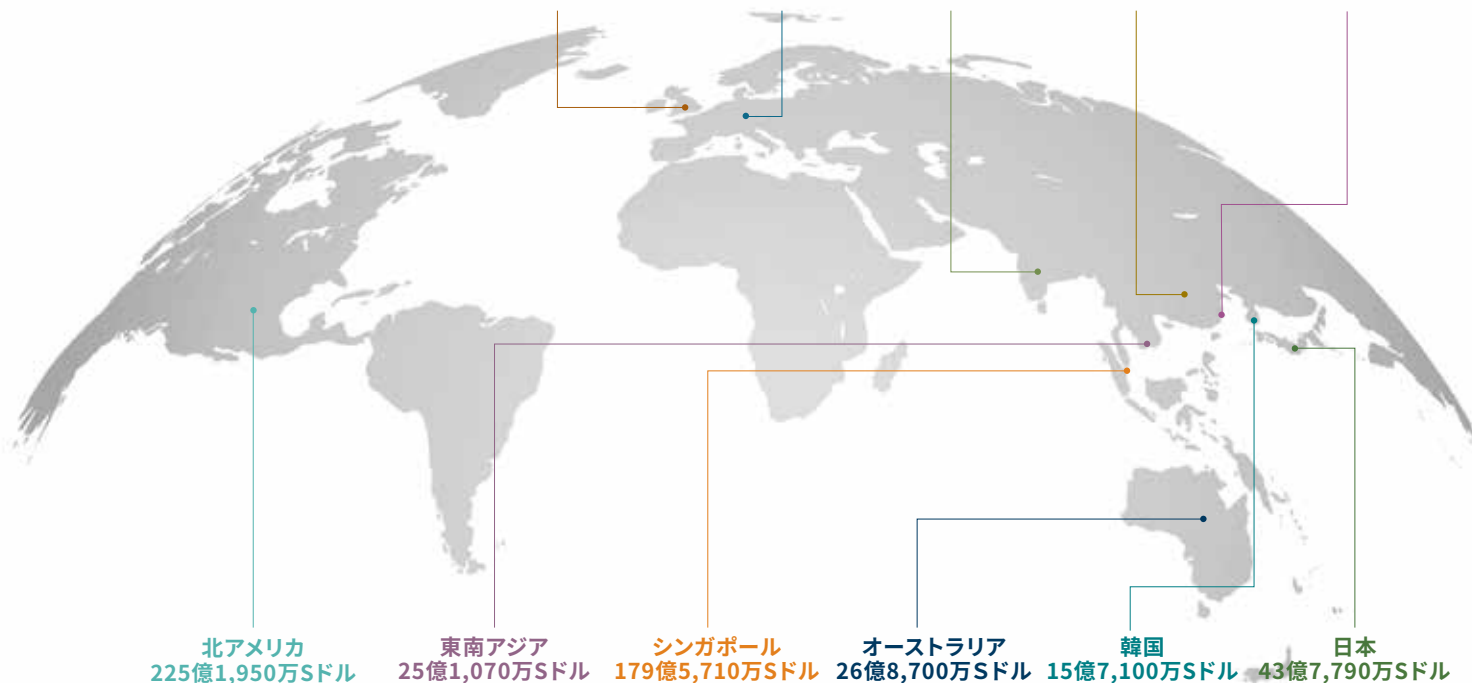 北アメリカ
225億1,950万Sドル
東南アジア
25億1,070万Sドル
シンガポール
179億5,710万Sドル
オーストラリア
26億8,700万Sドル
韓国
15億7,100万Sドル
日本
43億7,790万Sドル